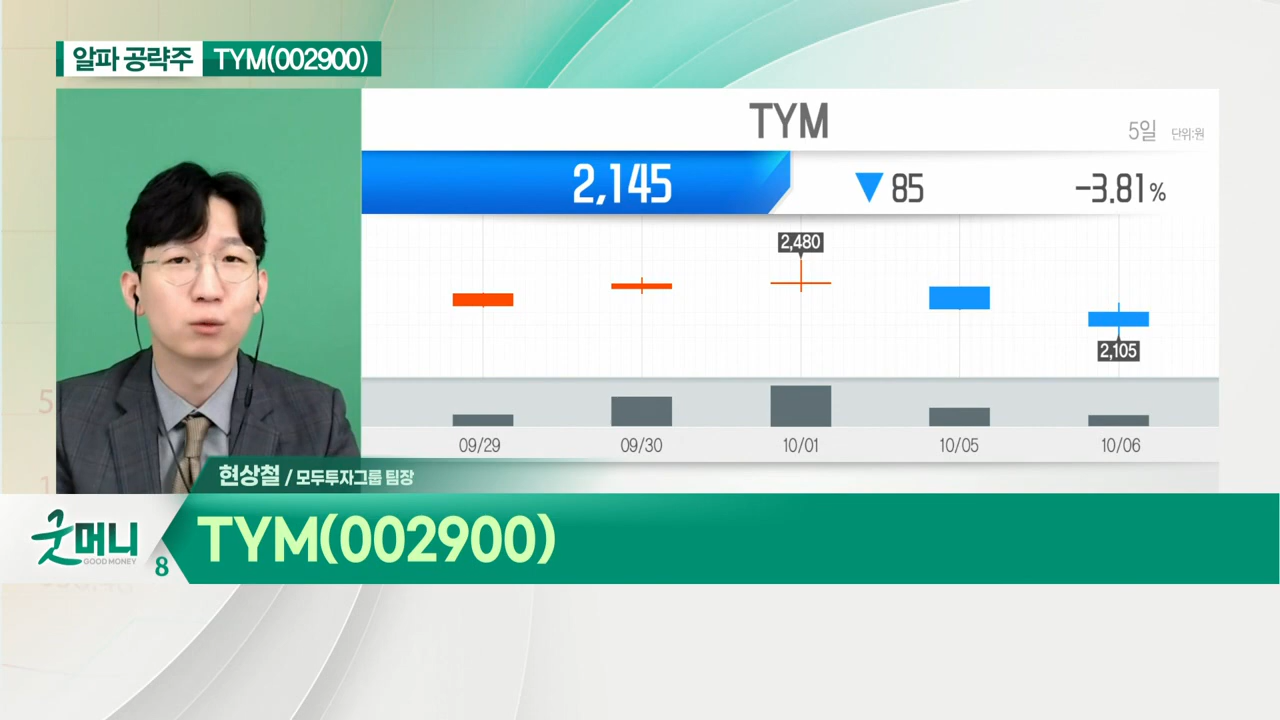 알파 공략주 TYM(002900)
TYM
5일 단위:원
2,145 ▼ 85 -3.81%
2,480
2,105
09/29 09/30 10/01 10/05 10/06
현상철 / 모두투자그룹 팀장
굿머니
GOOD MONEY
8
TYM(002900)